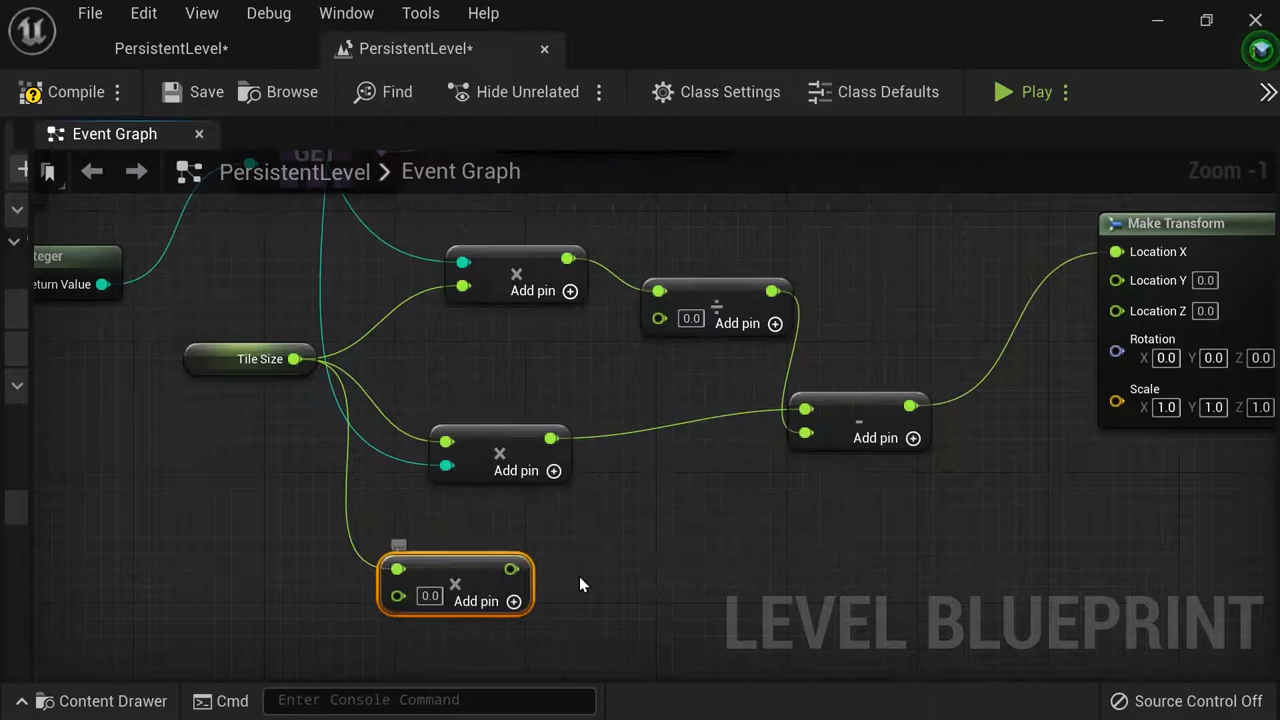 File Edit View Debug Window Tools Help
PersistentLevel* PersistentLevel*
Compile Save Browse Find Hide Unrelated Class Settings Class Defaults Play
Event Graph
GET
PersistentLevel > Event Graph Zoom -1
Make Transform
teger
Location X
× Add pin
Return Value
Location Y 0.0
Location Z 0.0
0.0 ÷ Add pin
Rotation
Tile Size
X 0.0 Y 0.0 Z 0.0
Scale
X 1.0 Y 1.0 Z 1.0
- Add pin
× Add pin
0.0 × Add pin
LEVEL BLUEPRINT
Content Drawer Cmd Enter Console Command Source Control Off